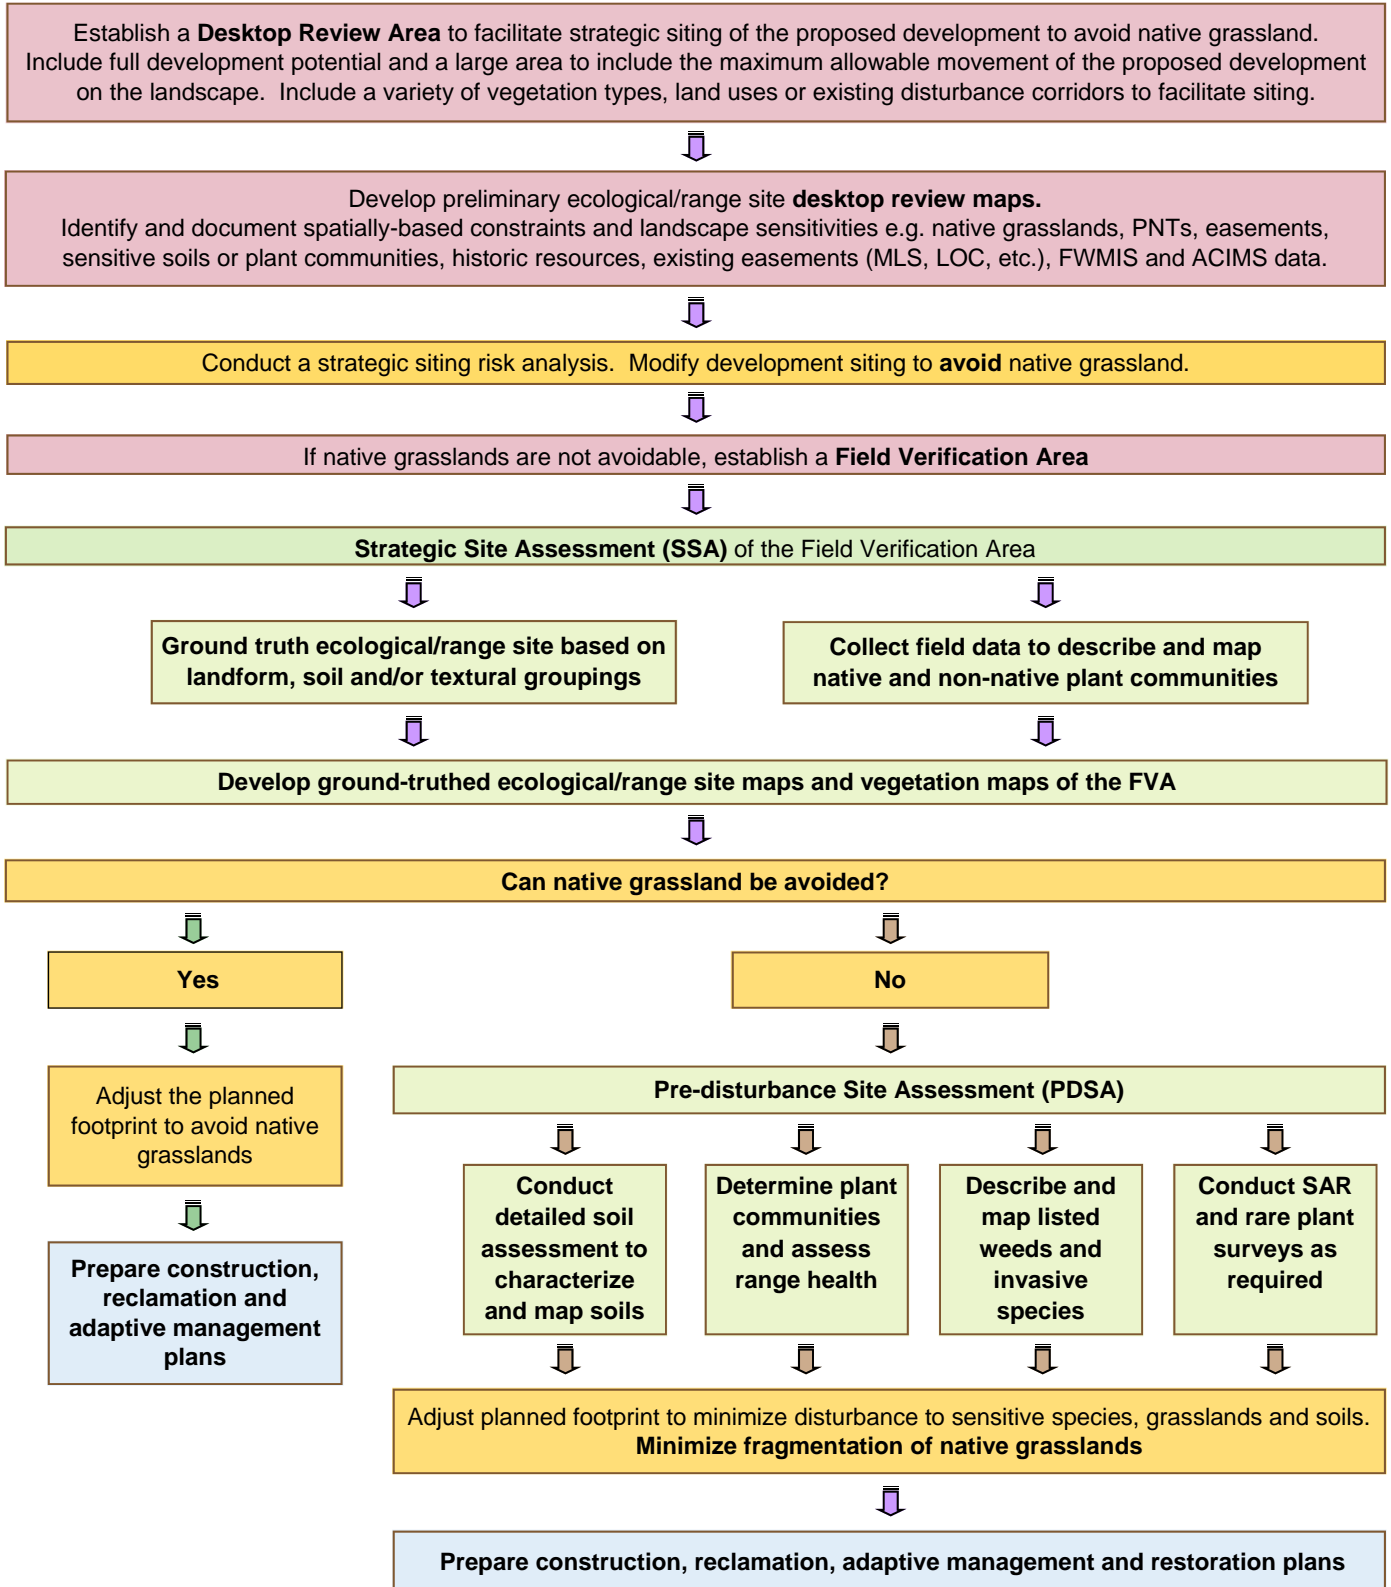 Establish a Desktop Review Area to facilitate strategic siting of the proposed development to avoid native grassland.
Include full development potential and a large area to include the maximum allowable movement of the proposed development
on the landscape. Include a variety of vegetation types, land uses or existing disturbance corridors to facilitate siting.
Develop preliminary ecological/range site desktop review maps.
Identify and document spatially-based constraints and landscape sensitivities e.g. native grasslands, PNTs, easements,
sensitive soils or plant communities, historic resources, existing easements (MLS, LOC, etc.), FWMIS and ACIMS data.
Conduct a strategic siting risk analysis. Modify development siting to avoid native grassland.
If native grasslands are not avoidable, establish a Field Verification Area
Strategic Site Assessment (SSA) of the Field Verification Area
Ground truth ecological/range site based on
landform, soil and/or textural groupings
Collect field data to describe and map
native and non-native plant communities
Develop ground-truthed ecological/range site maps and vegetation maps of the FVA
Can native grassland be avoided?
Yes
No
Adjust the planned
footprint to avoid native
grasslands
Prepare construction,
reclamation and
adaptive management
plans
Pre-disturbance Site Assessment (PDSA)
Conduct
detailed soil
assessment to
characterize
and map soils
Determine plant
communities
and assess
range health
Describe and
map listed
weeds and
invasive
species
Conduct SAR
and rare plant
surveys as
required
Adjust planned footprint to minimize disturbance to sensitive species, grasslands and soils.
Minimize fragmentation of native grasslands
Prepare construction, reclamation, adaptive management and restoration plans